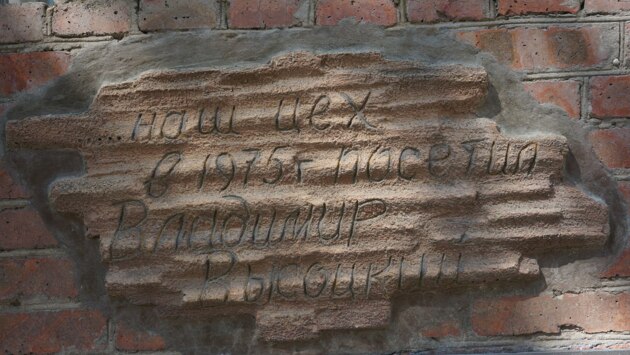 .....наш цех
в 1975г посетил
Владимир
Высоцкий